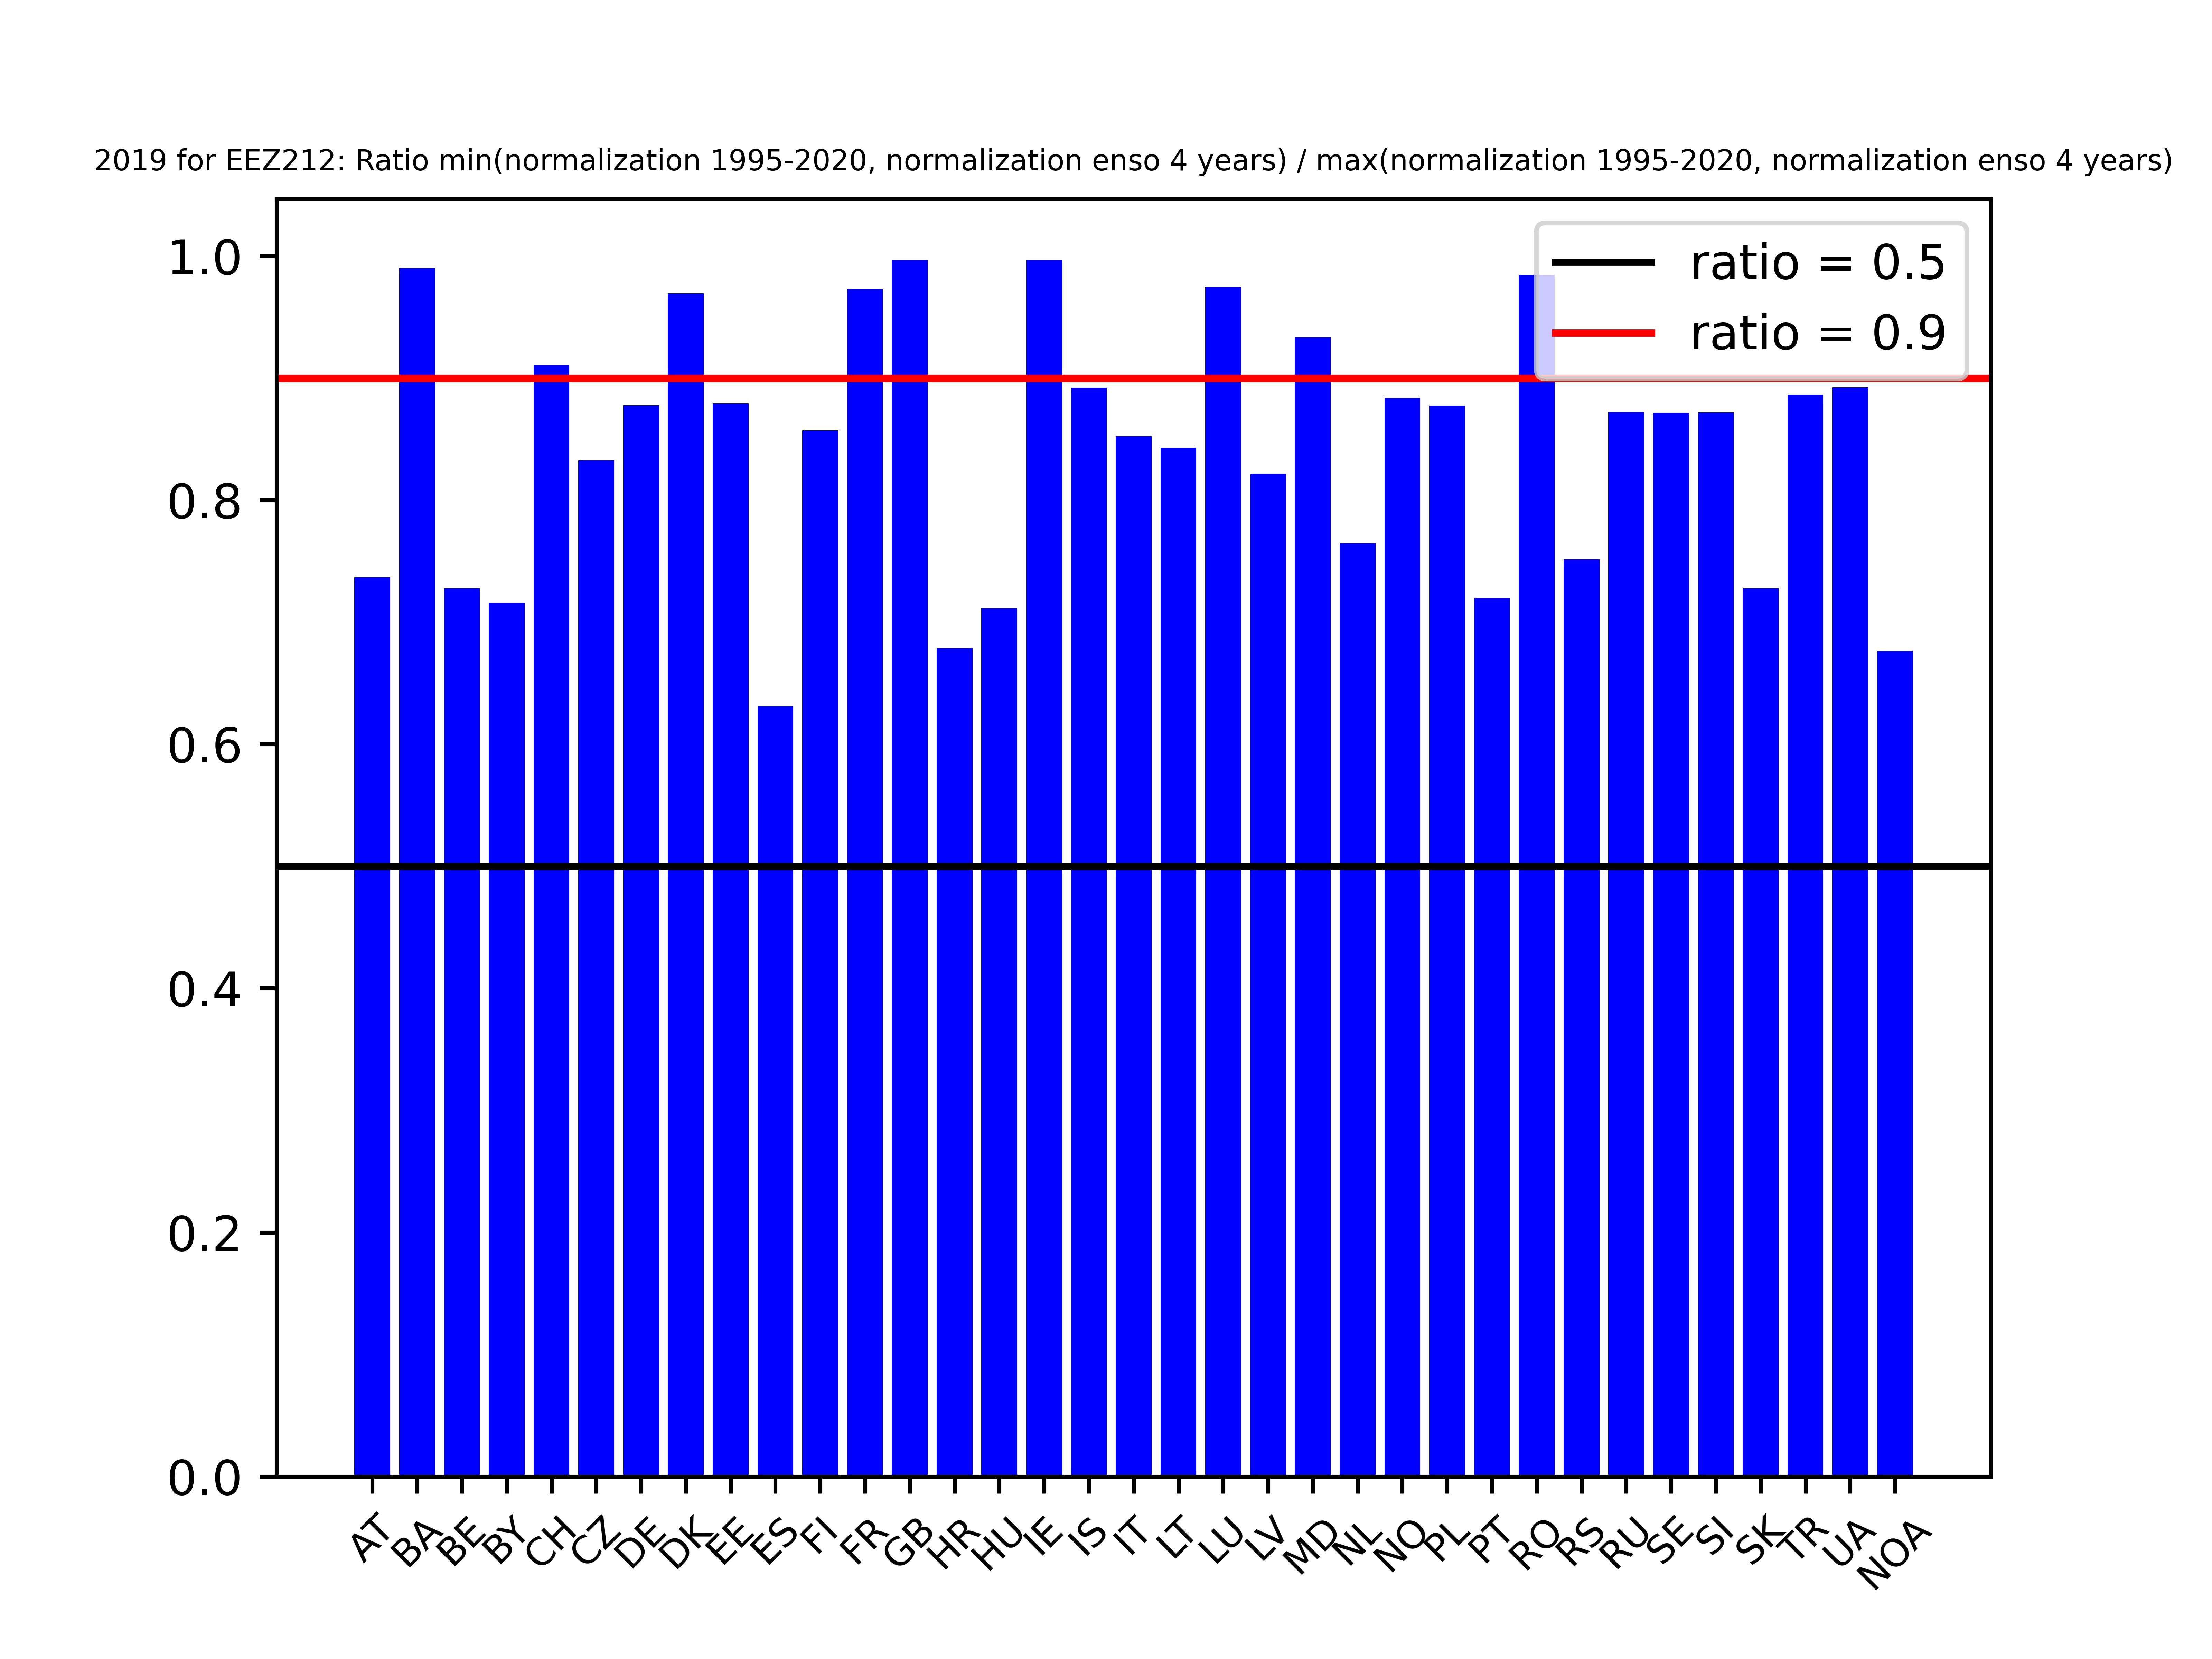 2019 for EEZ212: Ratio min(normalization 1995-2020, normalization enso 4 years) / max(normalization 1995-2020, normalization enso 4 years)
ratio = 0.5
ratio = 0.9
1.0
0.8
0.6
0.4
0.2
0.0
AT BA BE BY CH CZ DE DK EE ES FI FR GB HR HU IE IS IT LT LU LV MD NL NO PL PT RO RS RU SE SI SK TR UA NOA